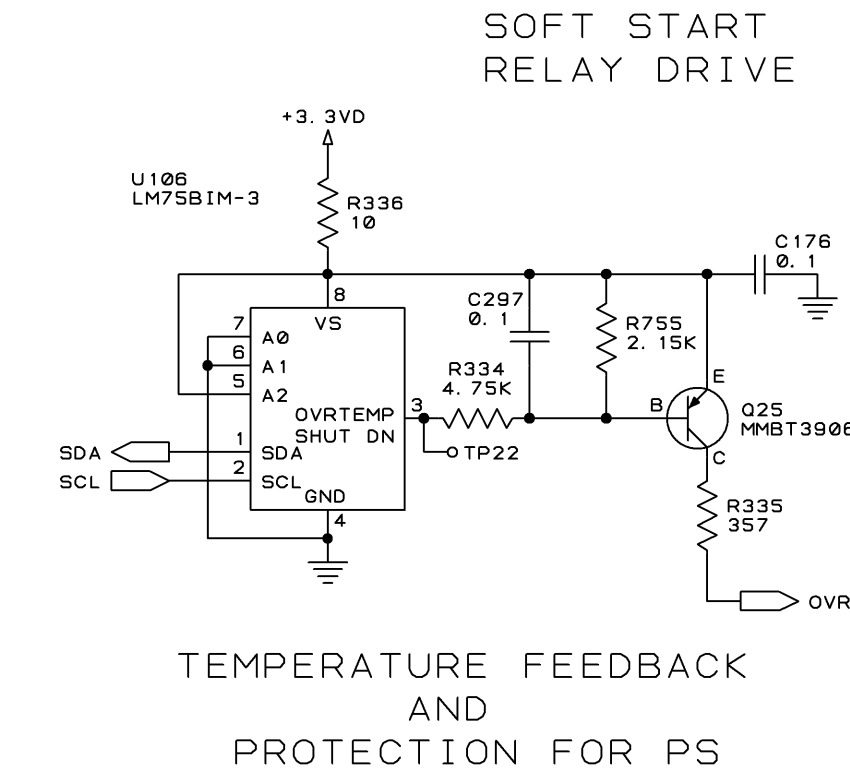 SOFT START
RELAY DRIVE
+3.3VD
U106
LM75BIM-3
R336
10
C176
0.1
8
VS
C297
0.1
7
A0
R755
2.15K
6
A1
R334
4.75K
5
A2
E
B
Q25
MMBT3906
3
OVRTEMP
SHUT DN
1
SDA
SDA
TP22
C
2
SCL
SCL
GND
4
R335
357
OVR
TEMPERATURE FEEDBACK
AND
PROTECTION FOR PS